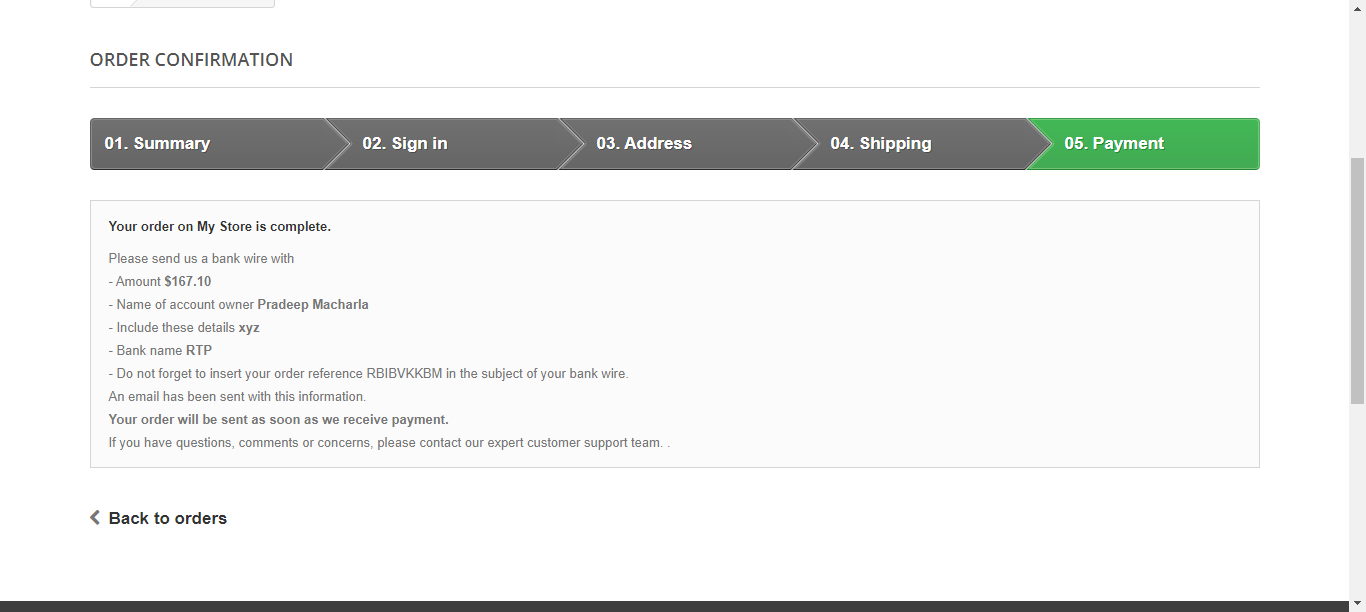 ORDER CONFIRMATION
01. Summary
02. Sign in
03. Address
04. Shipping
05. Payment
Your order on My Store is complete.
Please send us a bank wire with
- Amount $167.10
- Name of account owner Pradeep Macharla
- Include these details xyz
- Bank name RTP
- Do not forget to insert your order reference RBIBVKKBM in the subject of your bank wire.
An email has been sent with this information.
Your order will be sent as soon as we receive payment.
If you have questions, comments or concerns, please contact our expert customer support team. .
Back to orders